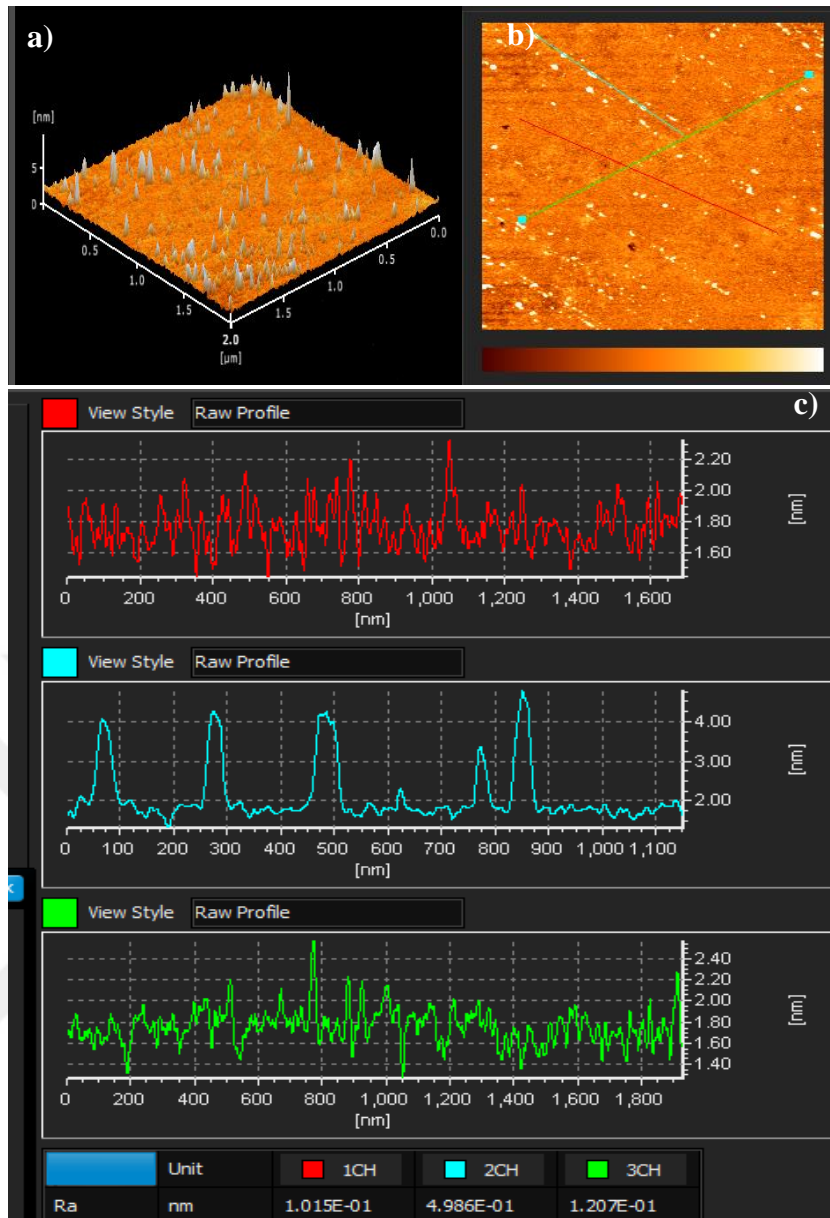 a)
[nm]
5
0
0.5
1.0
1.5
2.0
[µm]
1.5
1.0
0.5
0.0
b)
c)
View Style Raw Profile
2.20
2.00
1.80
1.60
[nm]
0 200 400 600 800 1,000 1,200 1,400 1,600
[nm]
View Style Raw Profile
4.00
3.00
2.00
[nm]
0 100 200 300 400 500 600 700 800 900 1,000 1,100
[nm]
View Style Raw Profile
2.40
2.00
1.80
1.60
1.40
[nm]
0 200 400 600 800 1,000 1,200 1,400 1,600 1,800
[nm]
Unit 1CH 2CH 3CH
Ra nm 1.015E-01 4.986E-01 1.207E-01